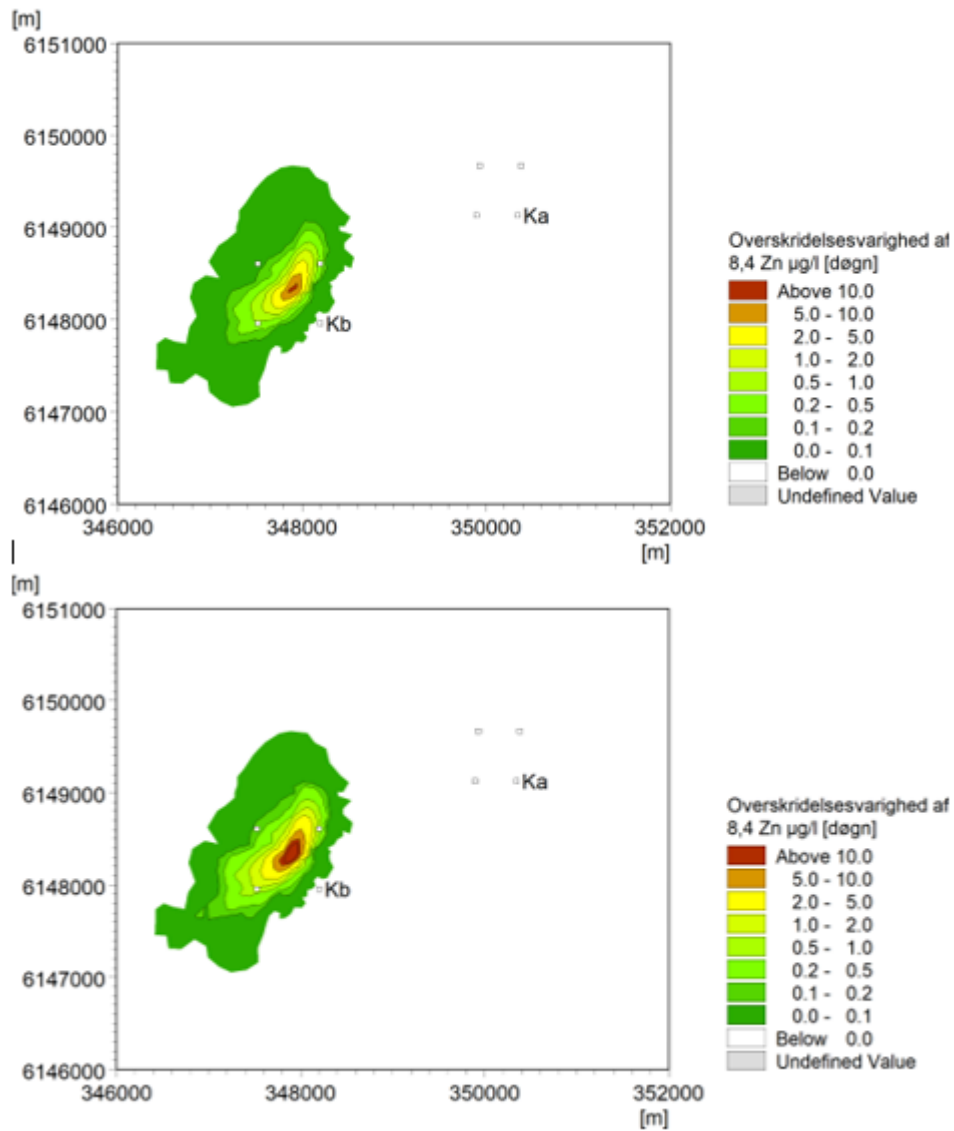 [m]
6151000
6150000
6149000
Ka
6148000
Kb
6147000
6146000
346000 348000 350000 352000
[m]
Overskridelsesvarighed af
8,4 Zn µg/l [døgn]
Above 10.0
5.0 - 10.0
2.0 - 5.0
1.0 - 2.0
0.5 - 1.0
0.2 - 0.5
0.1 - 0.2
0.0 - 0.1
Below 0.0
Undefined Value
[m]
6151000
6150000
6149000
Ka
6148000
Kb
6147000
6146000
346000 348000 350000 352000
[m]
Overskridelsesvarighed af
8,4 Zn µg/l [døgn]
Above 10.0
5.0 - 10.0
2.0 - 5.0
1.0 - 2.0
0.5 - 1.0
0.2 - 0.5
0.1 - 0.2
0.0 - 0.1
Below 0.0
Undefined Value